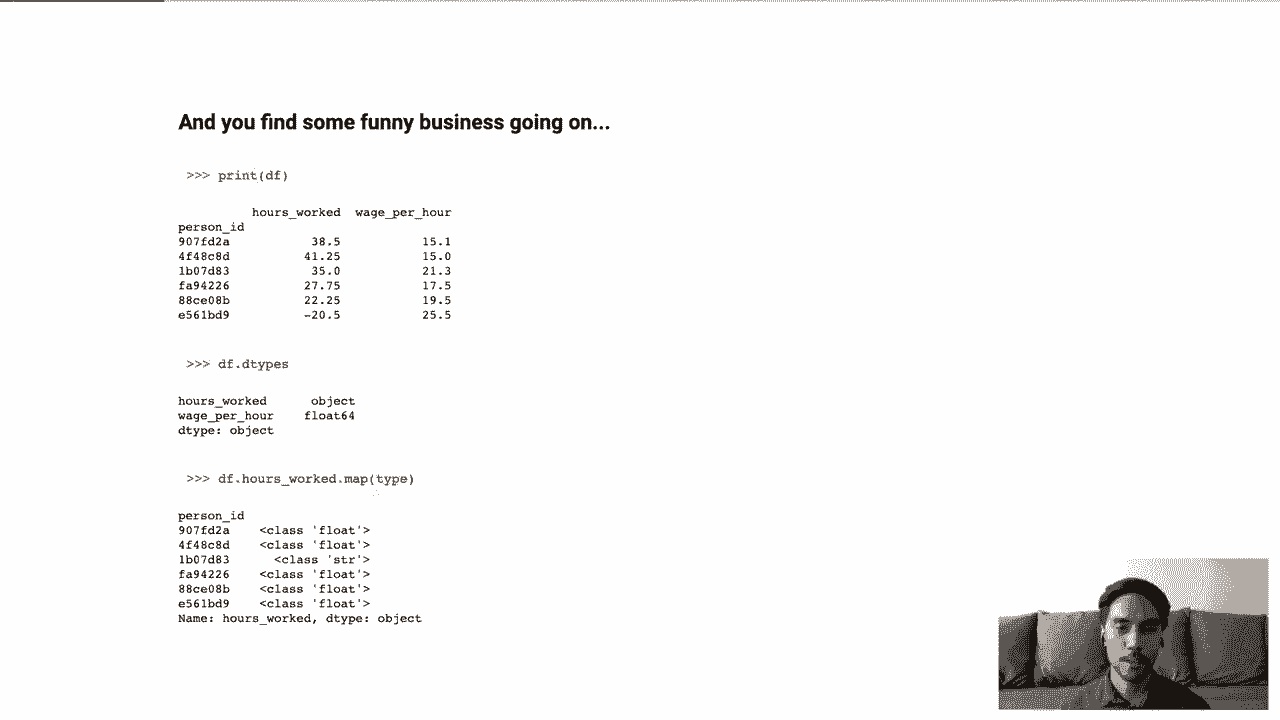 And you find some funny business going on...
>>> print(df)
hours_worked wage_per_hour
person_id
907fd2a 38.5 15.1
4f48c8d 41.25 15.0
1b07d83 35.0 21.3
fa94226 27.75 17.5
88ce08b 22.25 19.5
e561bd9 -20.5 25.5
>>> df.dtypes
hours_worked object
wage_per_hour float64
dtype: object
>>> df.hours_worked.map(type)
person_id
907fd2a <class 'float'>
4f48c8d <class 'float'>
1b07d83 <class 'str'>
fa94226 <class 'float'>
88ce08b <class 'float'>
e561bd9 <class 'float'>
Name: hours_worked, dtype: object